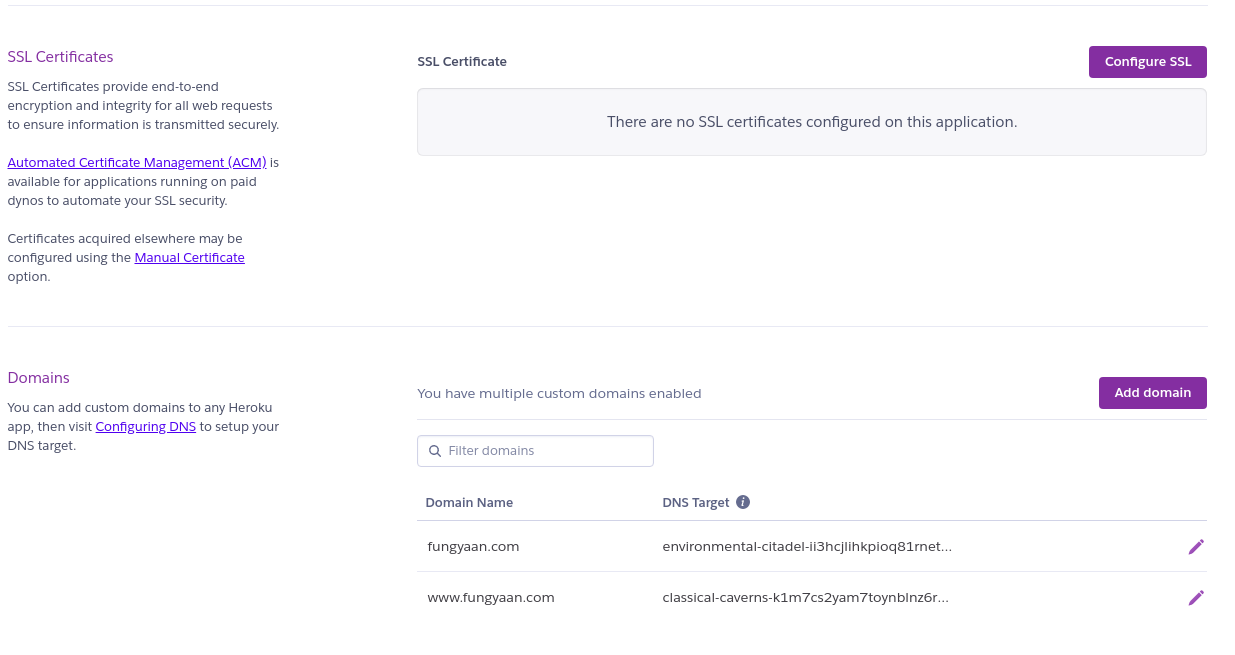 SSL Certificates
SSL Certificates provide end-to-end
encryption and integrity for all web requests
to ensure information is transmitted securely.
Automated Certificate Management (ACM) is
available for applications running on paid
dynos to automate your SSL security.
Certificates acquired elsewhere may be
configured using the Manual Certificate
option.
SSL Certificate
Configure SSL
There are no SSL certificates configured on this application.
Domains
You can add custom domains to any Heroku
app, then visit Configuring DNS to setup your
DNS target.
You have multiple custom domains enabled
Add domain
Filter domains
Domain Name
DNS Target i
fungyaan.com
environmental-citadel-ii3hcjlihkpioq81rnet...
www.fungyaan.com
classical-caverns-k1m7cs2yam7toynblnz6r...